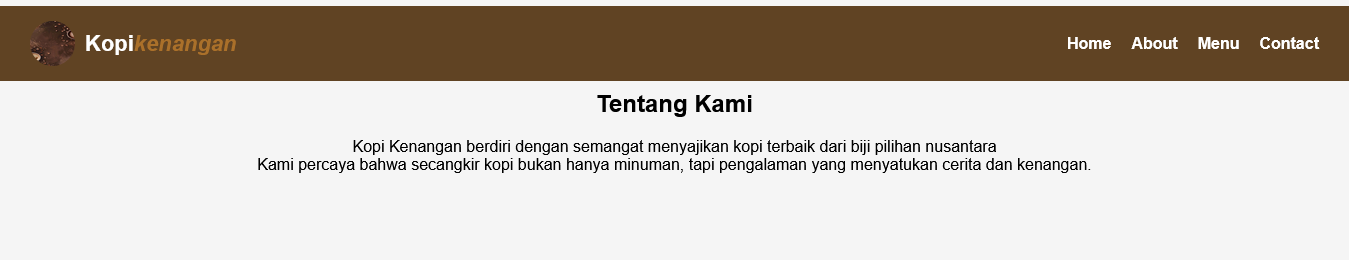 Kopikenangan
Home About Menu Contact
Tentang Kami
Kopi Kenangan berdiri dengan semangat menyajikan kopi terbaik dari biji pilihan nusantara
Kami percaya bahwa secangkir kopi bukan hanya minuman, tapi pengalaman yang menyatukan cerita dan kenangan.